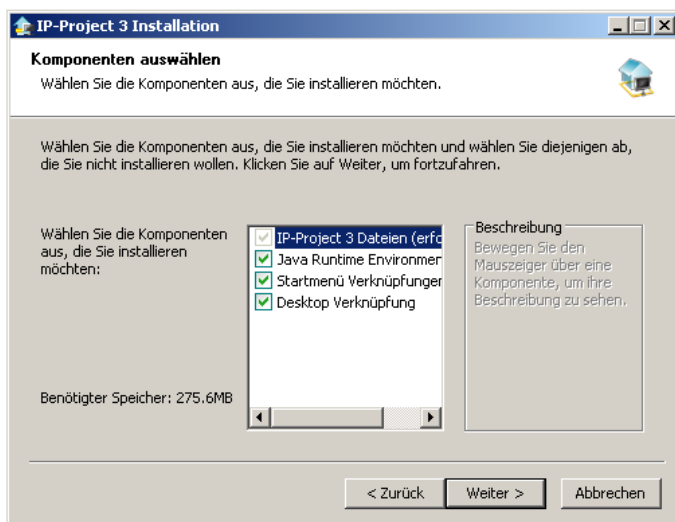 IP-Project 3 Installation
Komponenten auswählen
Wählen Sie die Komponenten aus, die Sie installieren möchten.
Wählen Sie die Komponenten aus, die Sie installieren möchten und wählen Sie diejenigen ab,
die Sie nicht installieren wollen. Klicken Sie auf Weiter, um fortzufahren.
Wählen Sie die Komponenten
aus, die Sie installieren
möchten:
IP-Project 3 Dateien (erfo
Java Runtime Environmer
Startmenü Verknüpfunger
Desktop Verknüpfung
Beschreibung
Bewegen Sie den
Mauszeiger über eine
Komponente, um ihre
Beschreibung zu sehen.
Benötigter Speicher: 275.6MB
< Zurück
Weiter >
Abbrechen